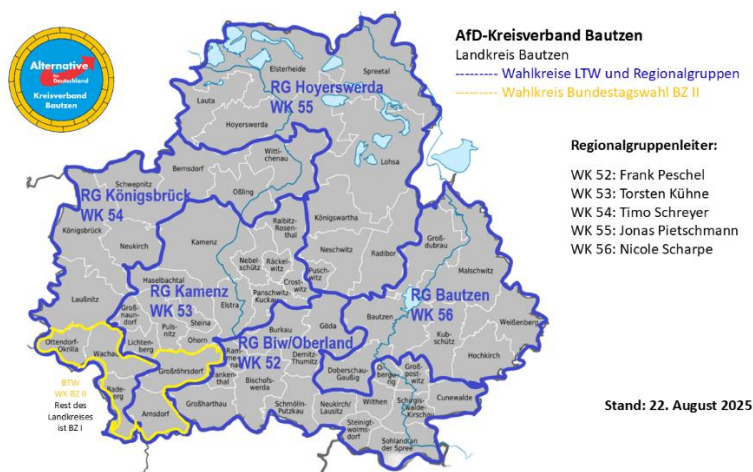 Alternative
für
Deutschland
Kreisverband
Bautzen
AfD-Kreisverband Bautzen
Landkreis Bautzen
--------- Wahlkreise LTW und Regionalgruppen
--------- Wahlkreis Bundestagswahl BZ II
Regionalgruppenleiter:
WK 52: Frank Peschel
WK 53: Torsten Kühne
WK 54: Timo Schreyer
WK 55: Jonas Pietschmann
WK 56: Nicole Scharpe
Stand: 22. August 2025
Elsterheide
Spreetal
RG Hoyerswerda
WK 55
Lauta
Hoyerswerda
Lohsa
Witti-
chenau
Bernsdorf
Oßling
Schwepnitz
RG Königsbrück
WK 54
Königsbrück
Neukirch
Laußnitz
Kamenz
Ralbitz-
Rosen-
thal
Königswartha
Neschwitz
Radibor
Groß-
dubrau
Malschwitz
Nebel-
schütz
Räckel-
witz
Crost-
witz
Pusch-
witz
Panschwitz-
Kuckau
Haselbachtal
RG Kamenz
WK 53
Elstra
Groß-
naun-
dorf
Puls-
nitz
Steina
Lichten-
berg
Ohorn
RG Bautzen
WK 56
Bautzen
Weißenberg
Kub-
schütz
Hochkirch
Burkau
Göda
RG Biw/Oberland
WK 52
Ottendorf-
Okrilla
Wachau
Großröhrsdorf
Ram-
Demitz-
Thumitz
Bischofs-
werda
Doberschau-
Gaußig
Groß-
post-
witz
Cunewalde
BTW
WK BZ II
Rest des
Landkreises
ist BZ I
Rade-
berg
Arnsdorf
Großharthau
Schmölln-
Putzkau
Neukirch/
Lausitz
Wilthen
Schirgis-
walde-
Kirschau
Steinigt-
wolms-
dorf
Sohland an
der Spree